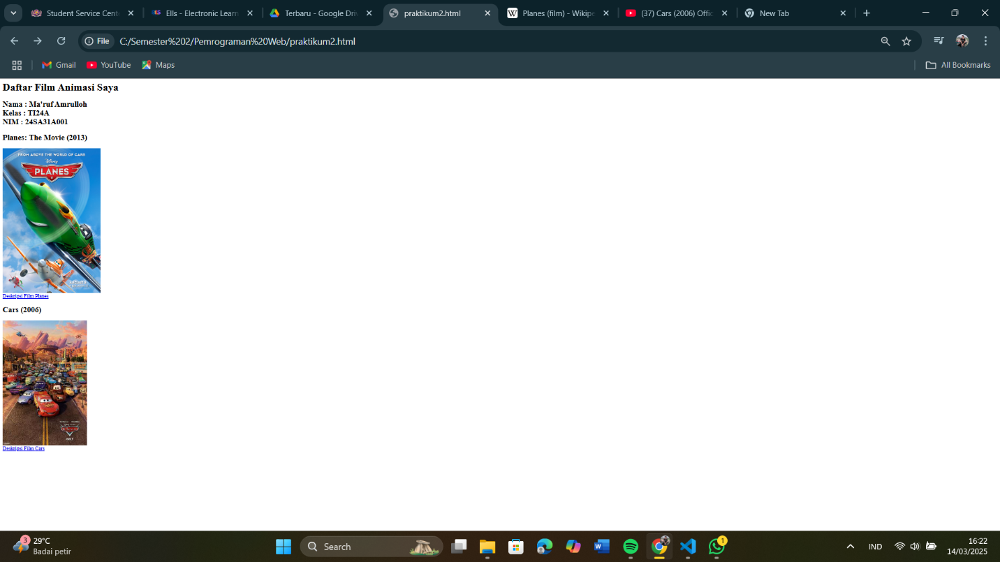 Student Service Cent
Ells - Electronic Learn
Terbaru - Google Driv
praktikum2.html
W Planes (film) - Wikipe
(37) Cars (2006) Offic
New Tab
File C:/Semester%202/Pemrograman%20Web/praktikum2.html
Gmail
YouTube
Maps
All Bookmarks
Daftar Film Animasi Saya
Nama : Ma'ruf Amrulloh
Kelas : TI24A
NIM : 24SA31A001
Planes: The Movie (2013)
FROM ABOVE THE WORLD OF CARS
Disney
PLANES
Deskripsi Film Planes
Cars (2006)
Deskripsi Film Cars
3
29°C
Badai petir
Search
1
IND
16:22
14/03/2025